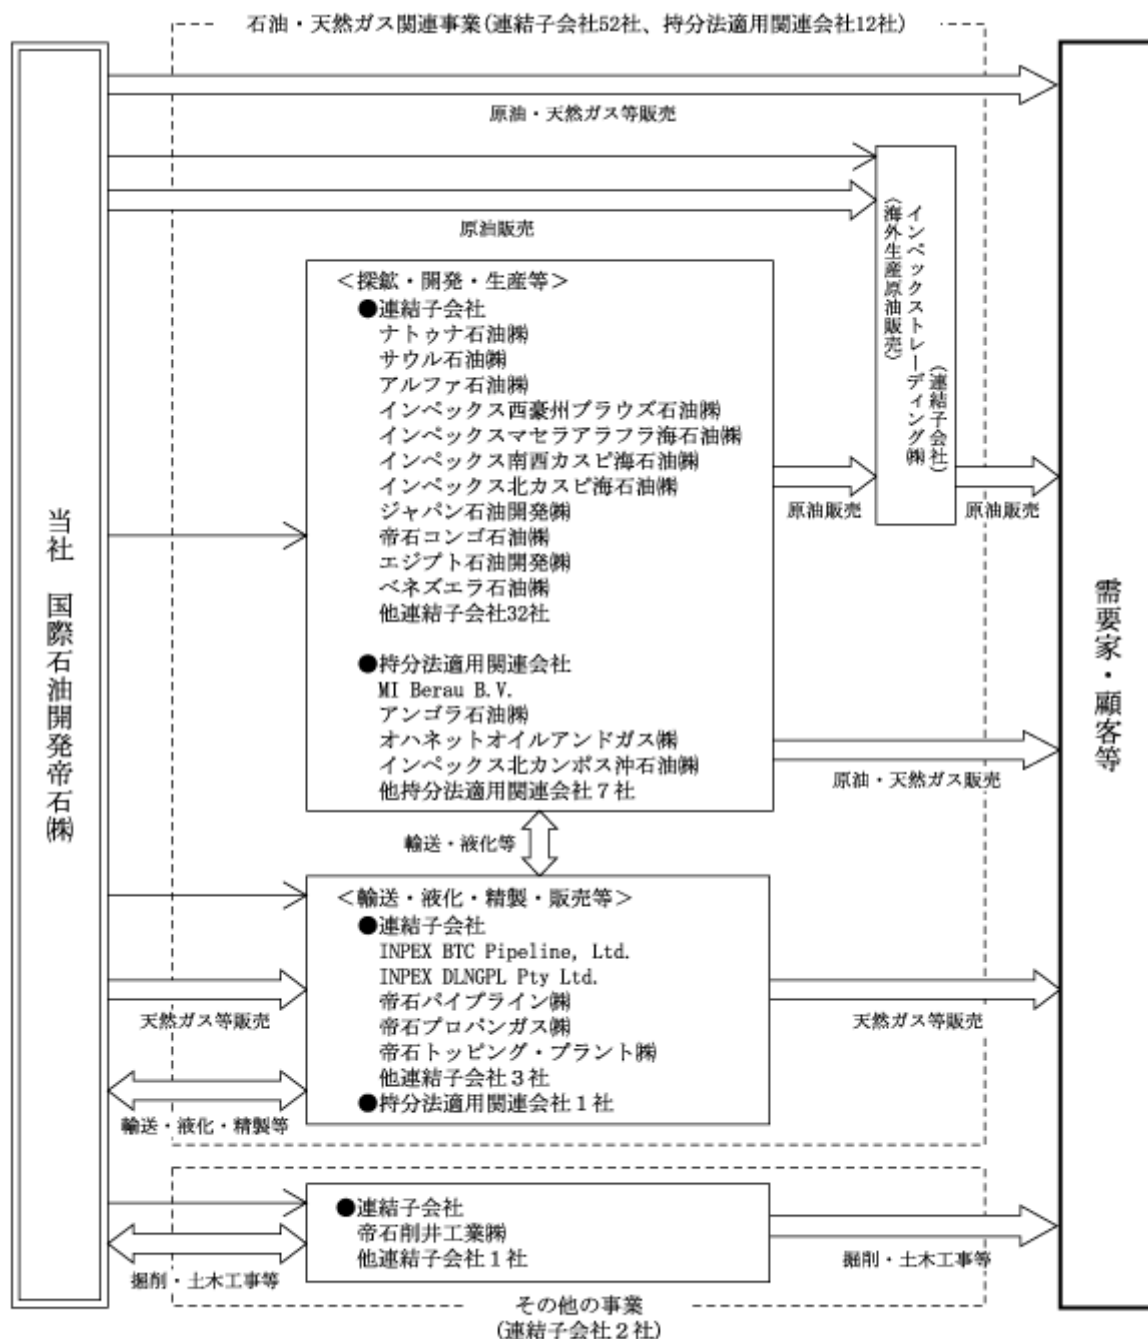 石油・天然ガス関連事業(連結子会社52社、持分法適用関連会社12社)
当社　国際石油開発帝石㈱
原油・天然ガス等販売
原油販売
インペックストレーディング㈱
(海外生産原油販売)
(連結子会社)
＜探鉱・開発・生産等＞
●連結子会社
ナトゥナ石油㈱
サウル石油㈱
アルファ石油㈱
インペックス西豪州ブラウズ石油㈱
インペックスマセラアラフラ海石油㈱
インペックス南西カスピ海石油㈱
インペックス北カスピ海石油㈱
ジャパン石油開発㈱
帝石コンゴ石油㈱
エジプト石油開発㈱
ベネズエラ石油㈱
他連結子会社32社
●持分法適用関連会社
MI Berau B.V.
アンゴラ石油㈱
オハネットオイルアンドガス㈱
インペックス北カンポス沖石油㈱
他持分法適用関連会社７社
原油販売
原油販売
原油・天然ガス販売
需要家・顧客等
輸送・液化等
＜輸送・液化・精製・販売等＞
●連結子会社
INPEX BTC Pipeline, Ltd.
INPEX DLNGPL Pty Ltd.
帝石パイプライン㈱
帝石プロパンガス㈱
帝石トッピング・プラント㈱
他連結子会社３社
●持分法適用関連会社１社
天然ガス等販売
天然ガス等販売
輸送・液化・精製等
●連結子会社
帝石削井工業㈱
他連結子会社１社
掘削・土木工事等
掘削・土木工事等
その他の事業
(連結子会社２社)